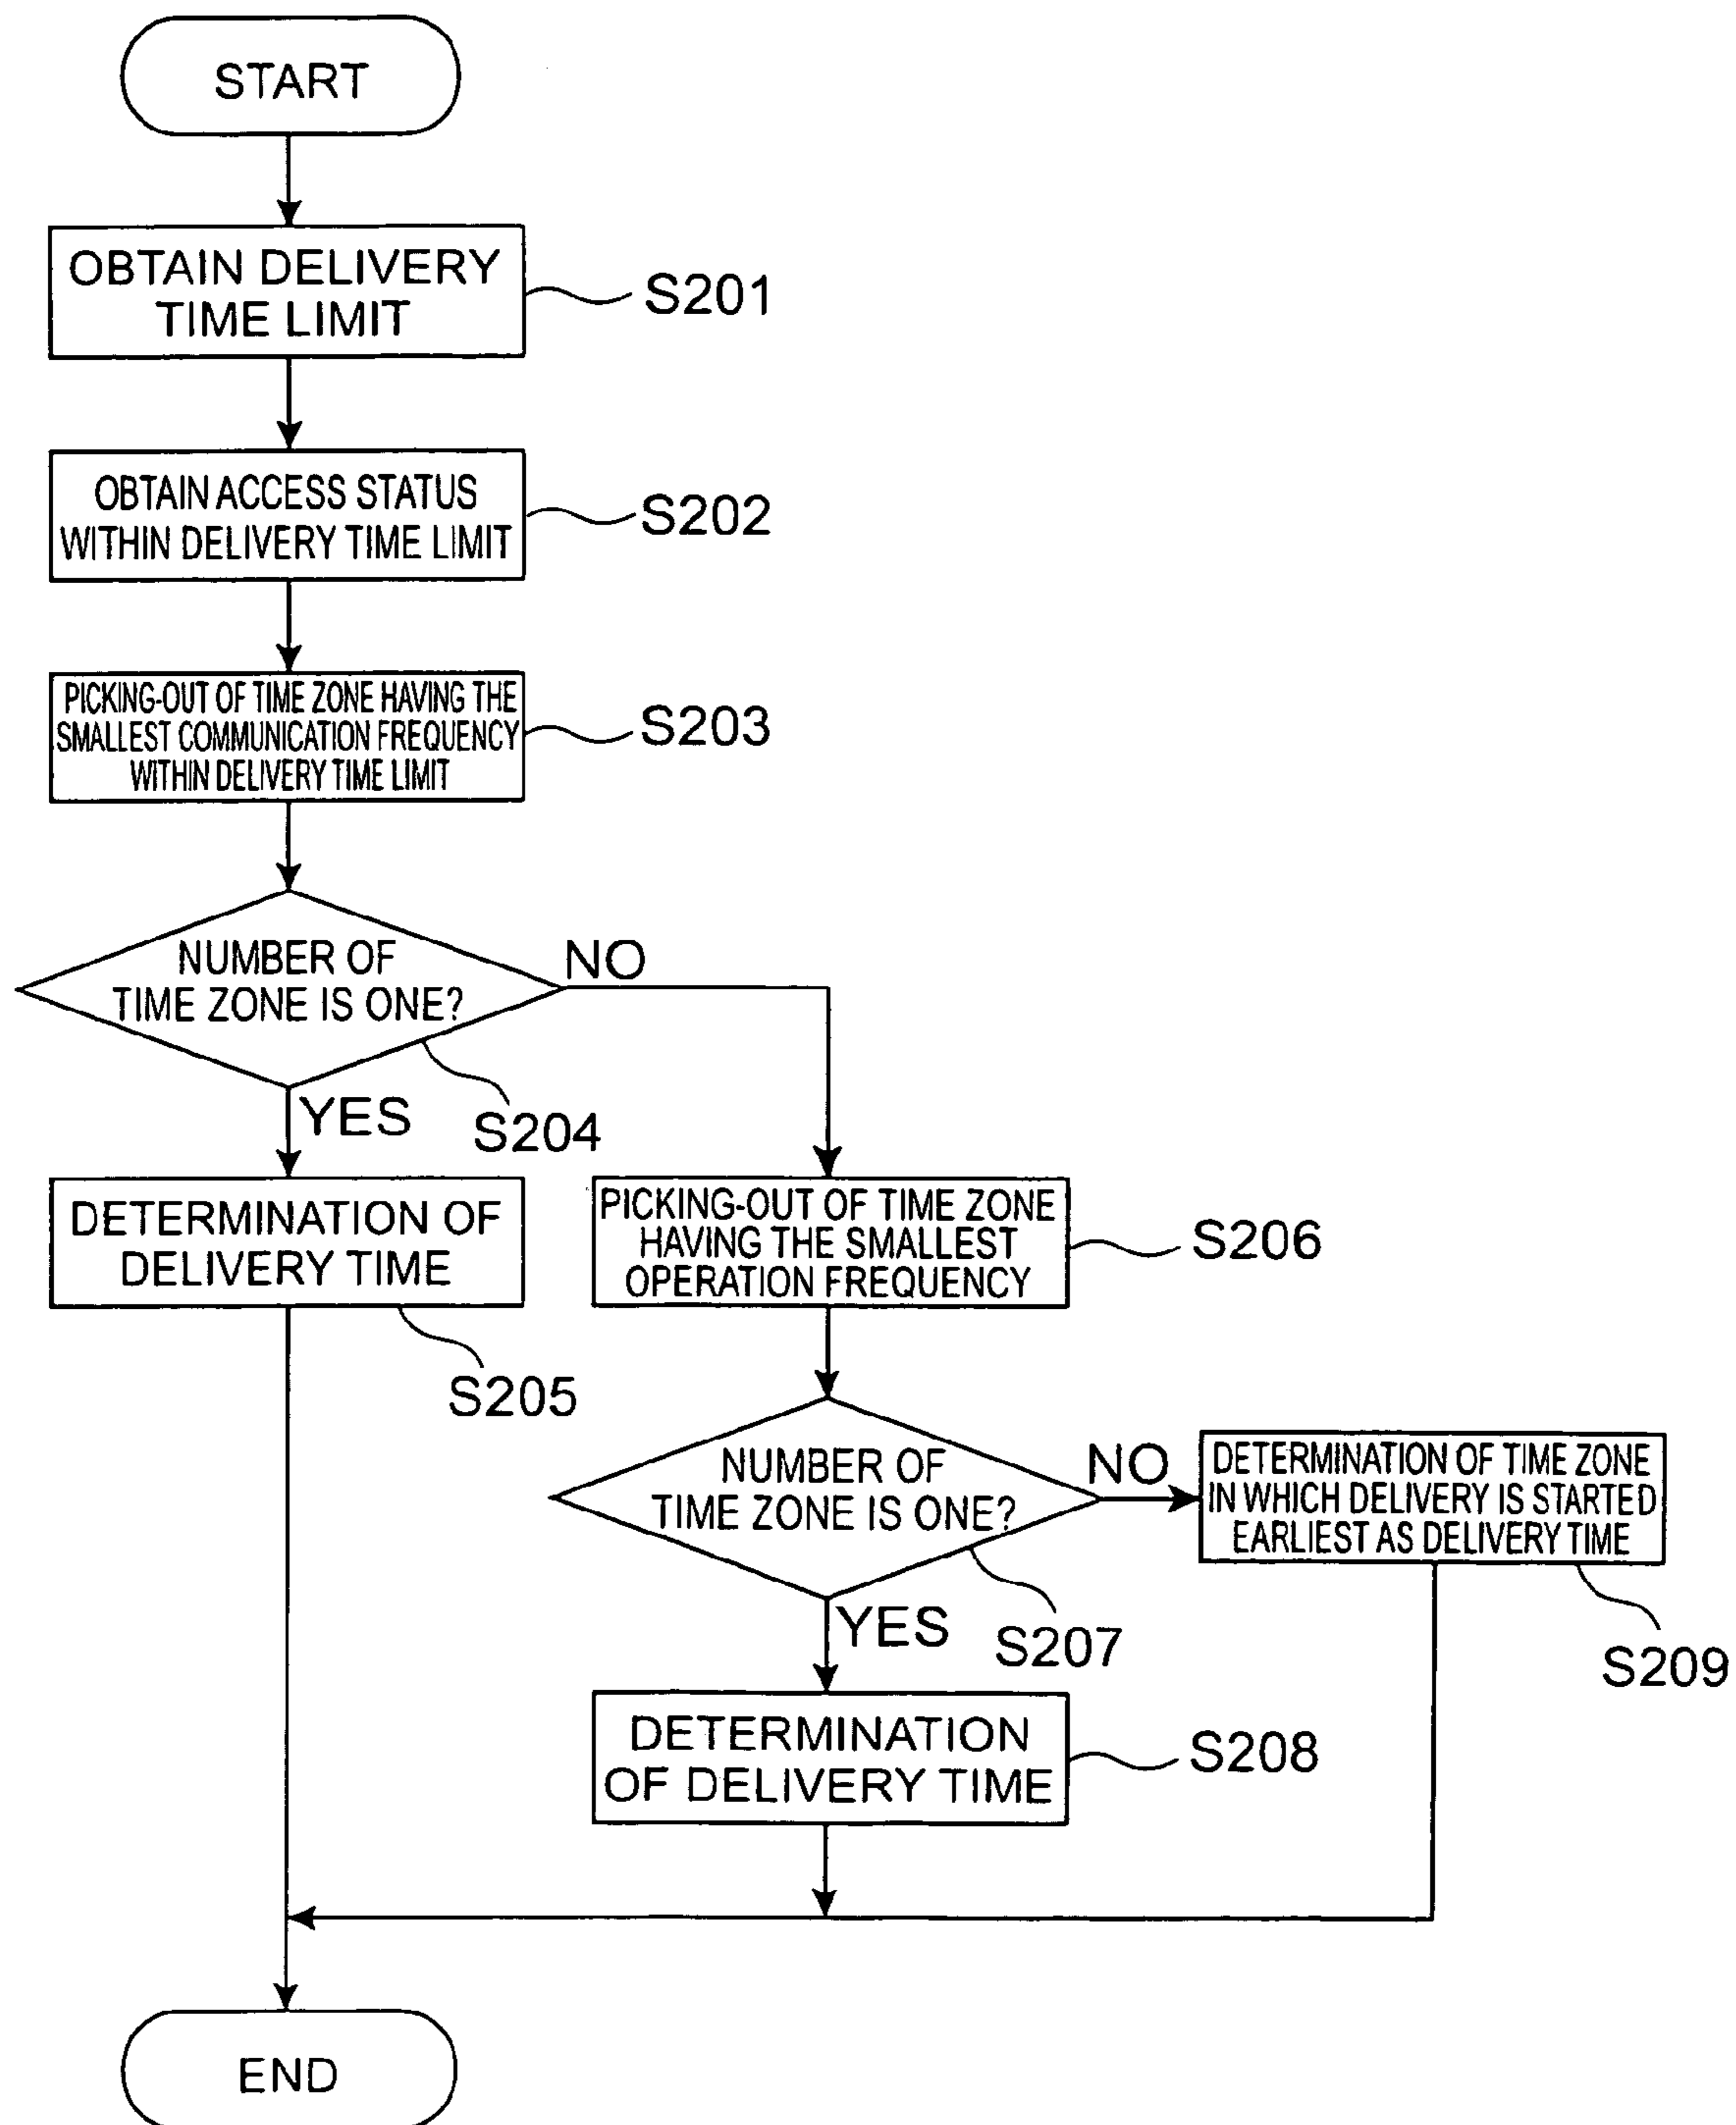 START
OBTAIN DELIVERY
TIME LIMIT
S201
OBTAIN ACCESS STATUS
WITHIN DELIVERY TIME LIMIT
S202
PICKING-OUT OF TIME ZONE HAVING THE
SMALLEST COMMUNICATION FREQUENCY
WITHIN DELIVERY TIME LIMIT
S203
NUMBER OF
TIME ZONE IS ONE?
NO
YES
S204
DETERMINATION OF
DELIVERY TIME
S205
PICKING-OUT OF TIME ZONE
HAVING THE SMALLEST
OPERATION FREQUENCY
S206
NUMBER OF
TIME ZONE IS ONE?
NO
YES
S207
DETERMINATION OF TIME ZONE
IN WHICH DELIVERY IS STARTED
EARLIEST AS DELIVERY TIME
S209
DETERMINATION
OF DELIVERY TIME
S208
END